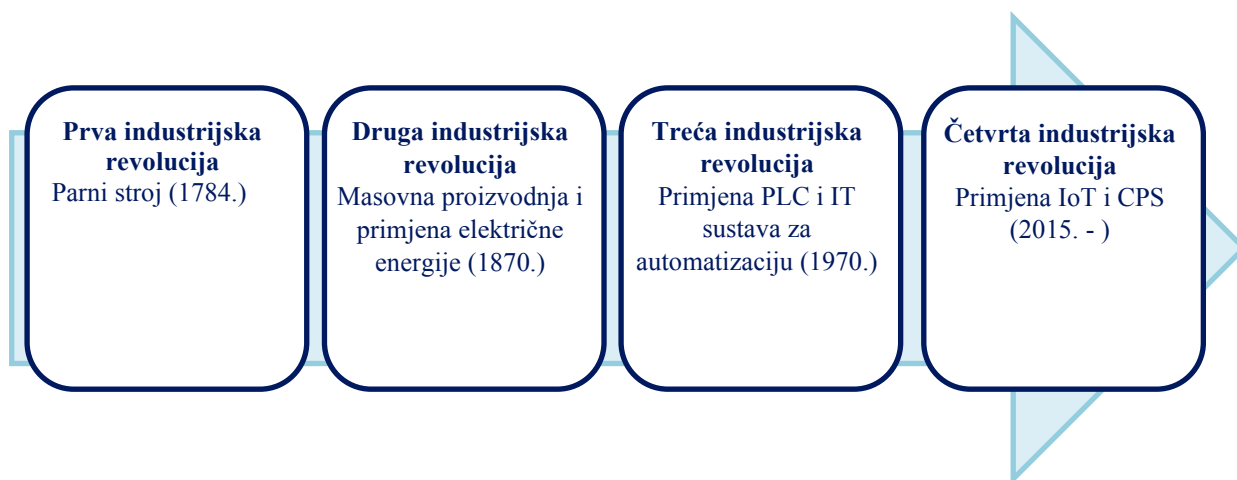 Prva industrijska
revolucija
Parni stroj (1784.)
Druga industrijska
revolucija
Masovna proizvodnja i
primjena električne
energije (1870.)
Treća industrijska
revolucija
Primjena PLC i IT
sustava za
automatizaciju (1970.)
Četvrta industrijska
revolucija
Primjena IoT i CPS
(2015. - )